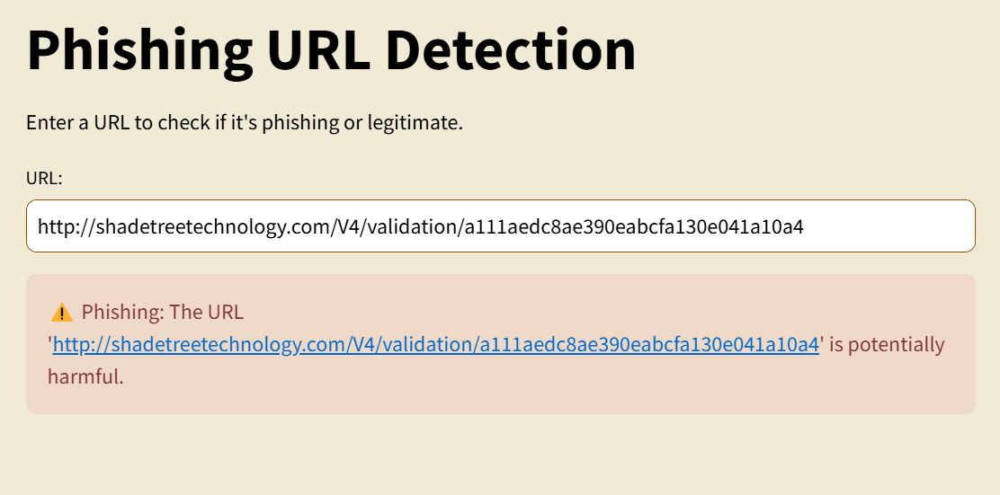 Phishing URL Detection
Enter a URL to check if it's phishing or legitimate.
URL:
http://shadetreetechnology.com/V4/validation/a111aedc8ae390eabcfa130e041a10a4
⚠️ Phishing: The URL
'http://shadetreetechnology.com/V4/validation/a111aedc8ae390eabcfa130e041a10a4' is potentially
harmful.